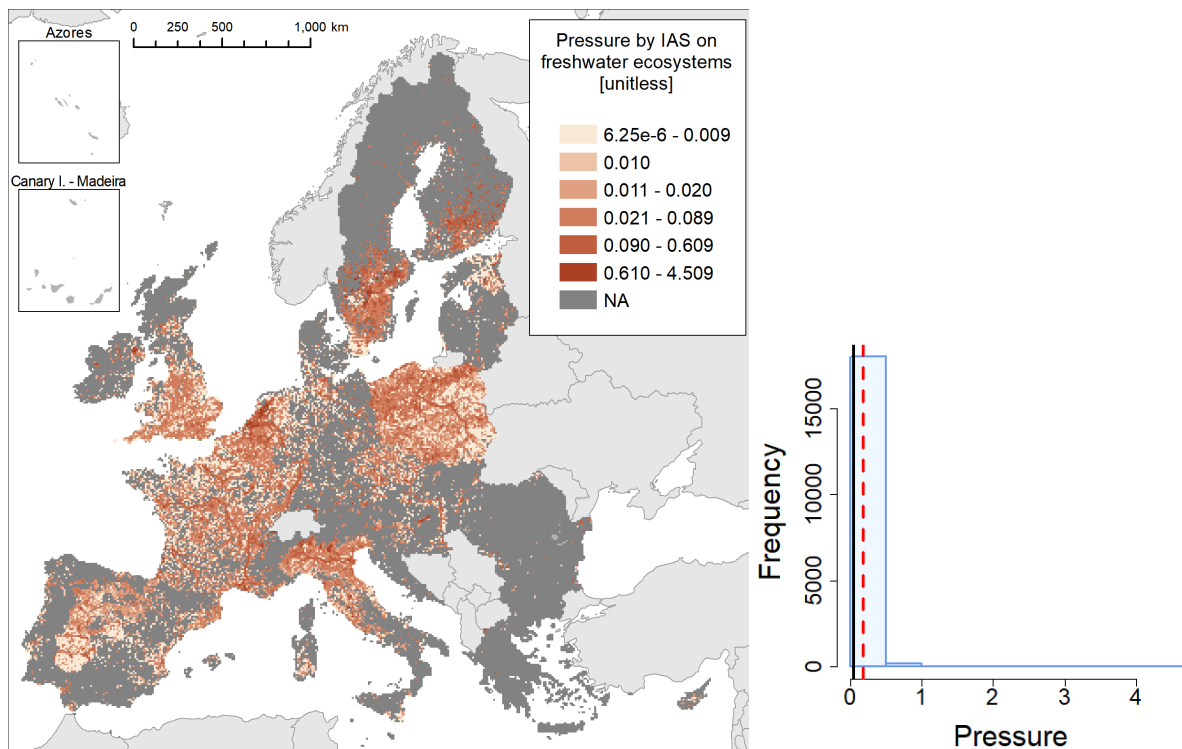 Azores
0 250 500 1,000 km
Canary I. - Madeira
Pressure by IAS on
freshwater ecosystems
[unitless]
6.25e-6 - 0.009
0.010
0.011 - 0.020
0.021 - 0.089
0.090 - 0.609
0.610 - 4.509
NA
Frequency
15000
10000
5000
0
0 1 2 3 4
Pressure